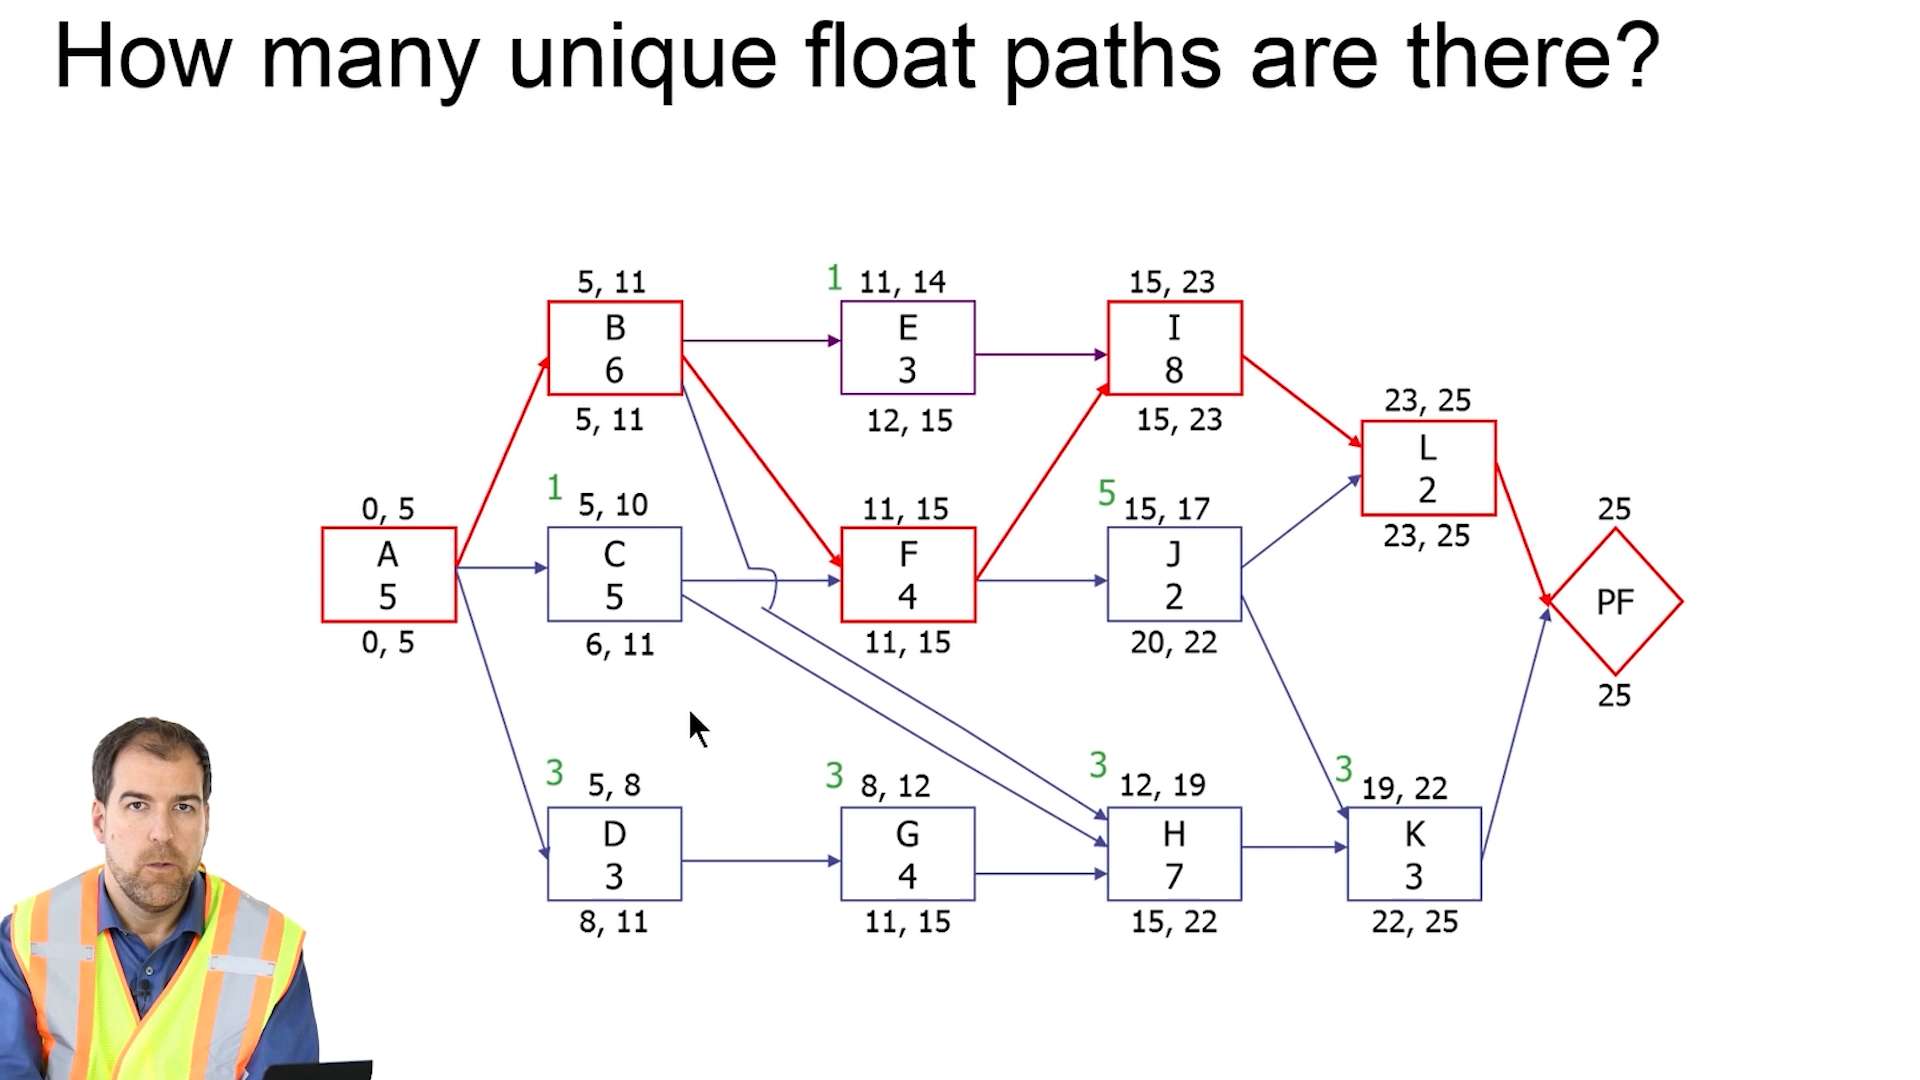 How many unique float paths are there?
5, 11
1 11, 14
15, 23
B
6
E
3
I
8
5, 11
12, 15
15, 23
23, 25
L
2
23, 25
0, 5
1 5, 10
11, 15
5 15, 17
25
A
5
C
5
F
4
J
2
PF
0, 5
6, 11
11, 15
20, 22
25
3 5, 8
3 8, 12
3 12, 19
3 19, 22
D
3
G
4
H
7
K
3
8, 11
11, 15
15, 22
22, 25